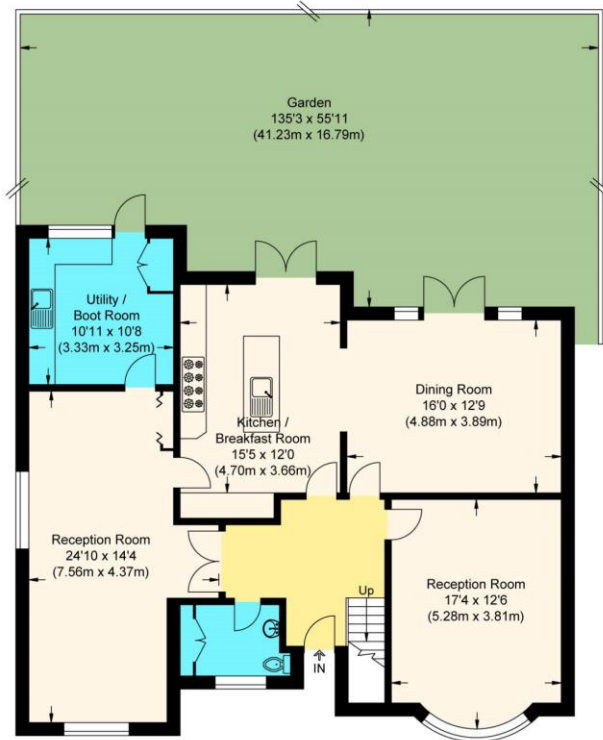 Garden
135'3 x 55'11
(41.23m x 16.79m)
Utility /
Boot Room
10'11 x 10'8
(3.33m x 3.25m)
Kitchen /
Breakfast Room
15'5 x 12'0
(4.70m x 3.66m)
Dining Room
16'0 x 12'9
(4.88m x 3.89m)
Reception Room
24'10 x 14'4
(7.56m x 4.37m)
Up
Reception Room
17'4 x 12'6
(5.28m x 3.81m)
IN